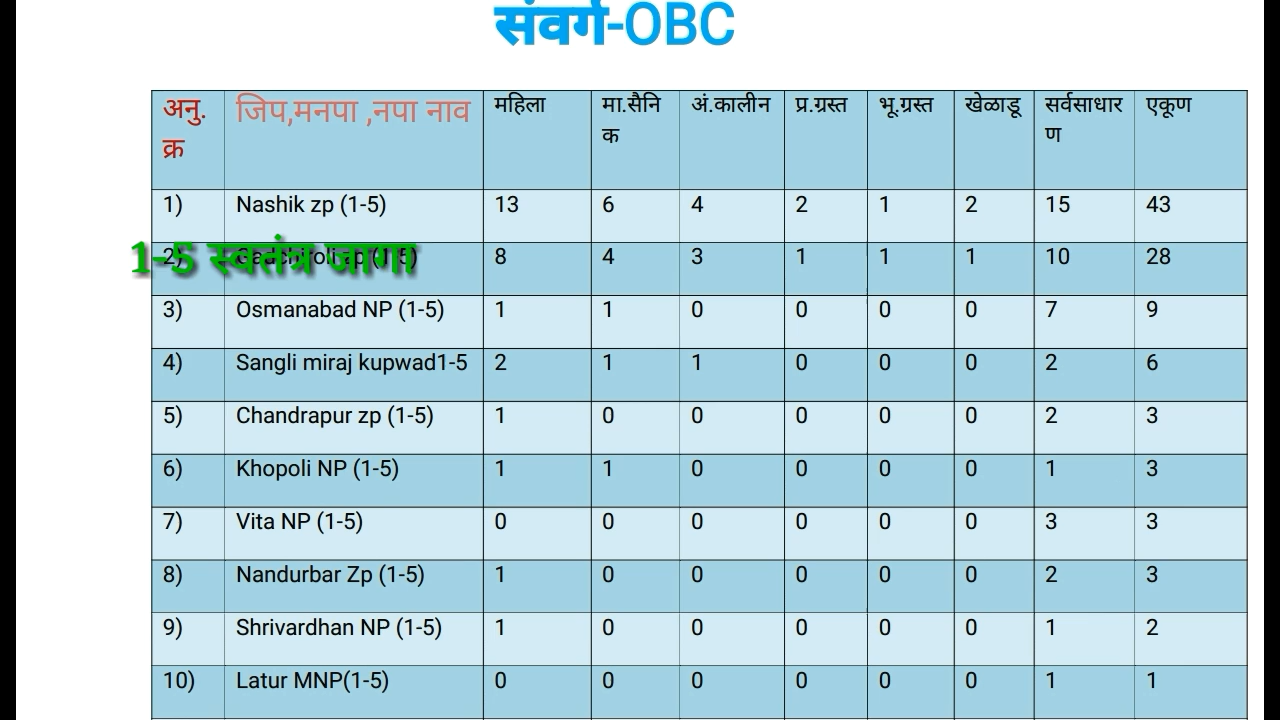 संवर्ग-OBC
अनु. जिप,मनपा ,नपा नाव महिला मा.सैनि अं.कालीन प्र.ग्रस्त भू.ग्रस्त खेळाडू सर्वसाधार एकूण
क्र क ण
1) Nashik zp (1-5) 13 6 4 2 1 2 15 43
1-5 स्वतंत्र जागा
2) 8 4 3 1 1 1 10 28
3) Osmanabad NP (1-5) 1 1 0 0 0 0 7 9
4) Sangli miraj kupwad1-5 2 1 1 0 0 0 2 6
5) Chandrapur zp (1-5) 1 0 0 0 0 0 2 3
6) Khopoli NP (1-5) 1 1 0 0 0 0 1 3
7) Vita NP (1-5) 0 0 0 0 0 0 3 3
8) Nandurbar Zp (1-5) 1 0 0 0 0 0 2 3
9) Shrivardhan NP (1-5) 1 0 0 0 0 0 1 2
10) Latur MNP(1-5) 0 0 0 0 0 0 1 1